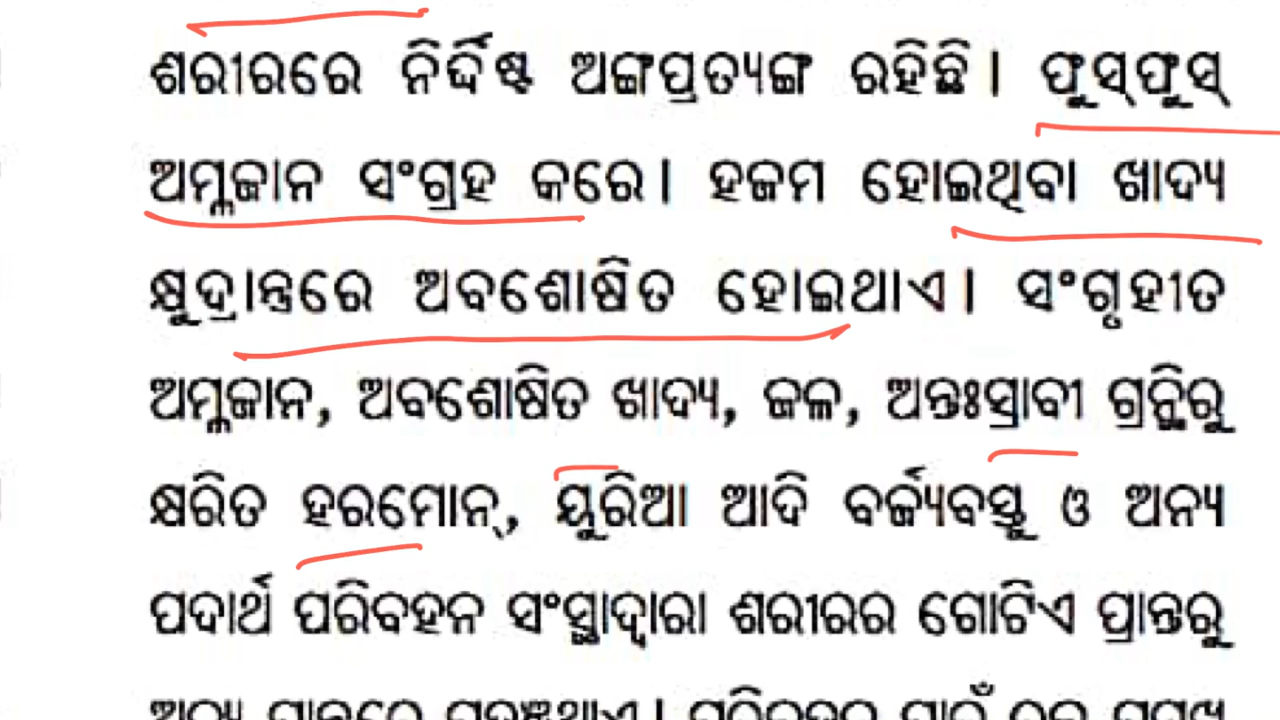 ଶରୀରରେ ନିର୍ଦ୍ଦିଷ୍ଟ ଅଙ୍ଗପ୍ରତ୍ୟଙ୍ଗ ରହିଛି। ଫୁସ୍‌ଫୁସ୍
ଅମ୍ଳଜାନ ସଂଗ୍ରହ କରେ। ହଜମ ହୋଇଥିବା ଖାଦ୍ୟ
କ୍ଷୁଦ୍ରାନ୍ତ୍ରରେ ଅବଶୋଷିତ ହୋଇଥାଏ। ସଂଗୃହୀତ
ଅମ୍ଳଜାନ, ଅବଶୋଷିତ ଖାଦ୍ୟ, ଜଳ, ଅନ୍ତଃସ୍ରାବୀ ଗ୍ରନ୍ଥିରୁ
କ୍ଷରିତ ହରମୋନ୍, ୟୁରିଆ ଆଦି ବର୍ଜ୍ୟବସ୍ତୁ ଓ ଅନ୍ୟ
ପଦାର୍ଥ ପରିବହନ ସଂସ୍ଥାଦ୍ୱାରା ଶରୀରର ଗୋଟିଏ ପ୍ରାନ୍ତରୁ